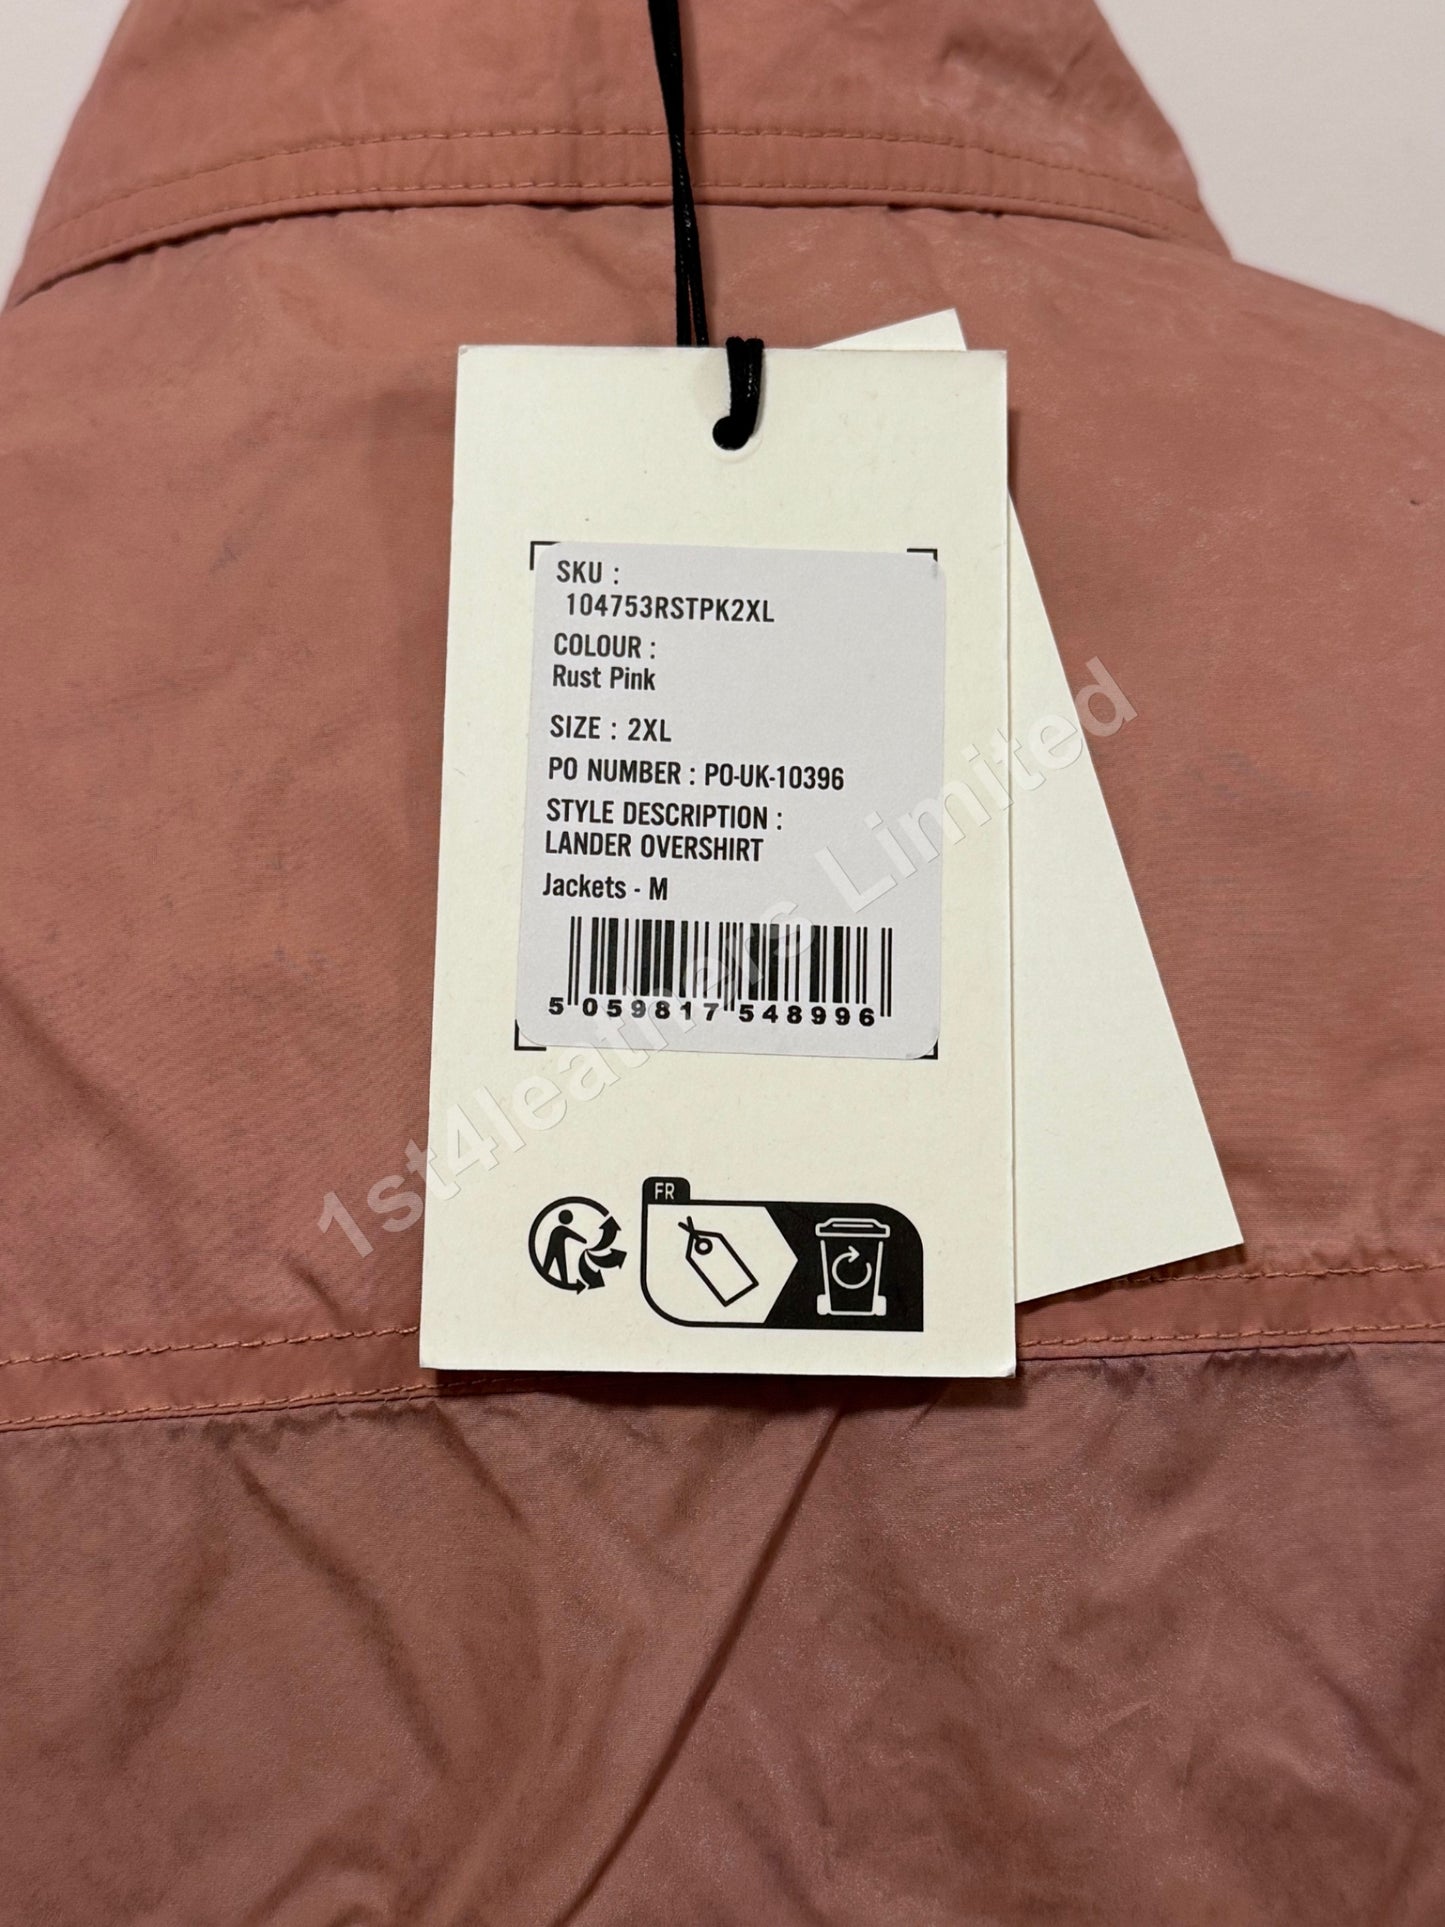 SKU :
104753RSTPK2XL
COLOUR :
Rust Pink
SIZE : 2XL
PO NUMBER : PO-UK-10396
STYLE DESCRIPTION :
LANDER OVERSHIRT
Jackets - M
5 059817 548996
1st4leathers Limited
FR